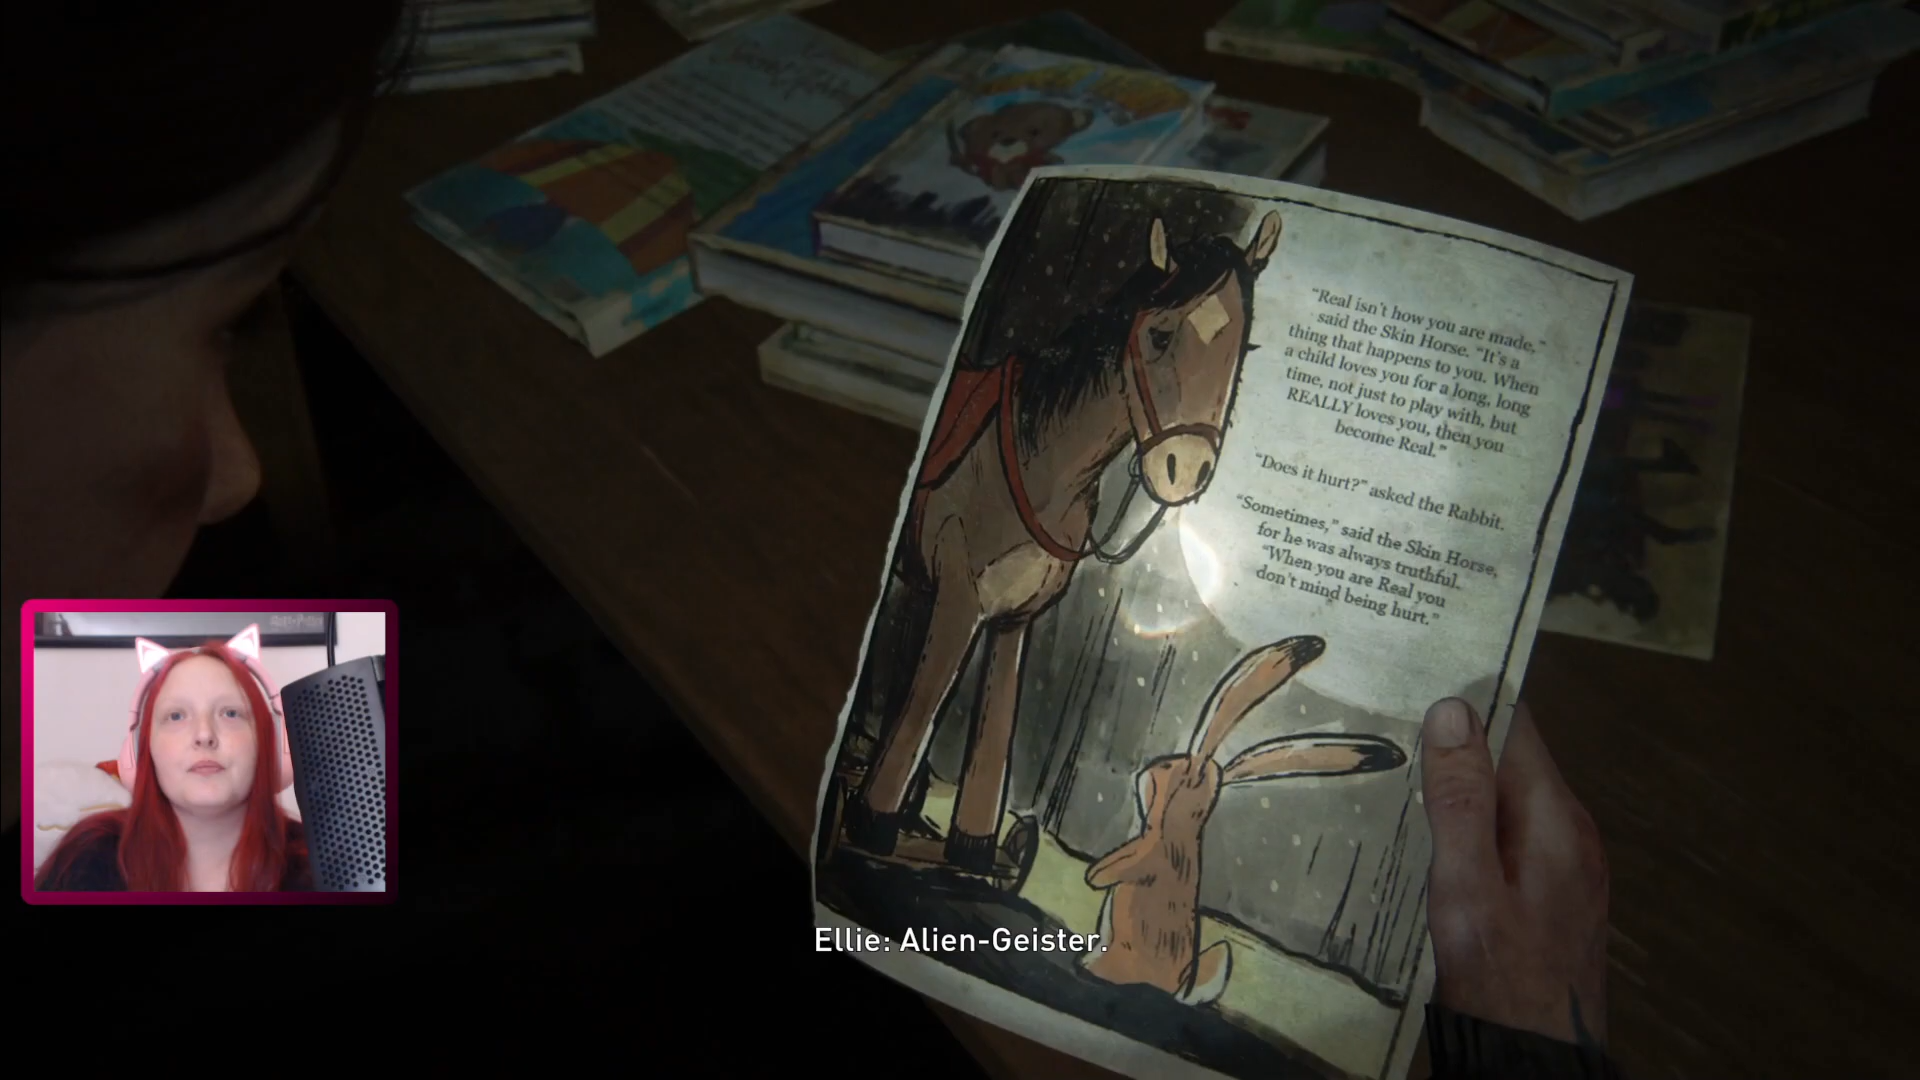 “Real isn’t how you are made,”
said the Skin Horse. “It’s a
thing that happens to you. When
a child loves you for a long, long
time, not just to play with, but
REALLY loves you, then you
become Real.”
“Does it hurt?” asked the Rabbit.
“Sometimes,” said the Skin Horse,
for he was always truthful.
“When you are Real you
don’t mind being hurt.”
Ellie: Alien-Geister.